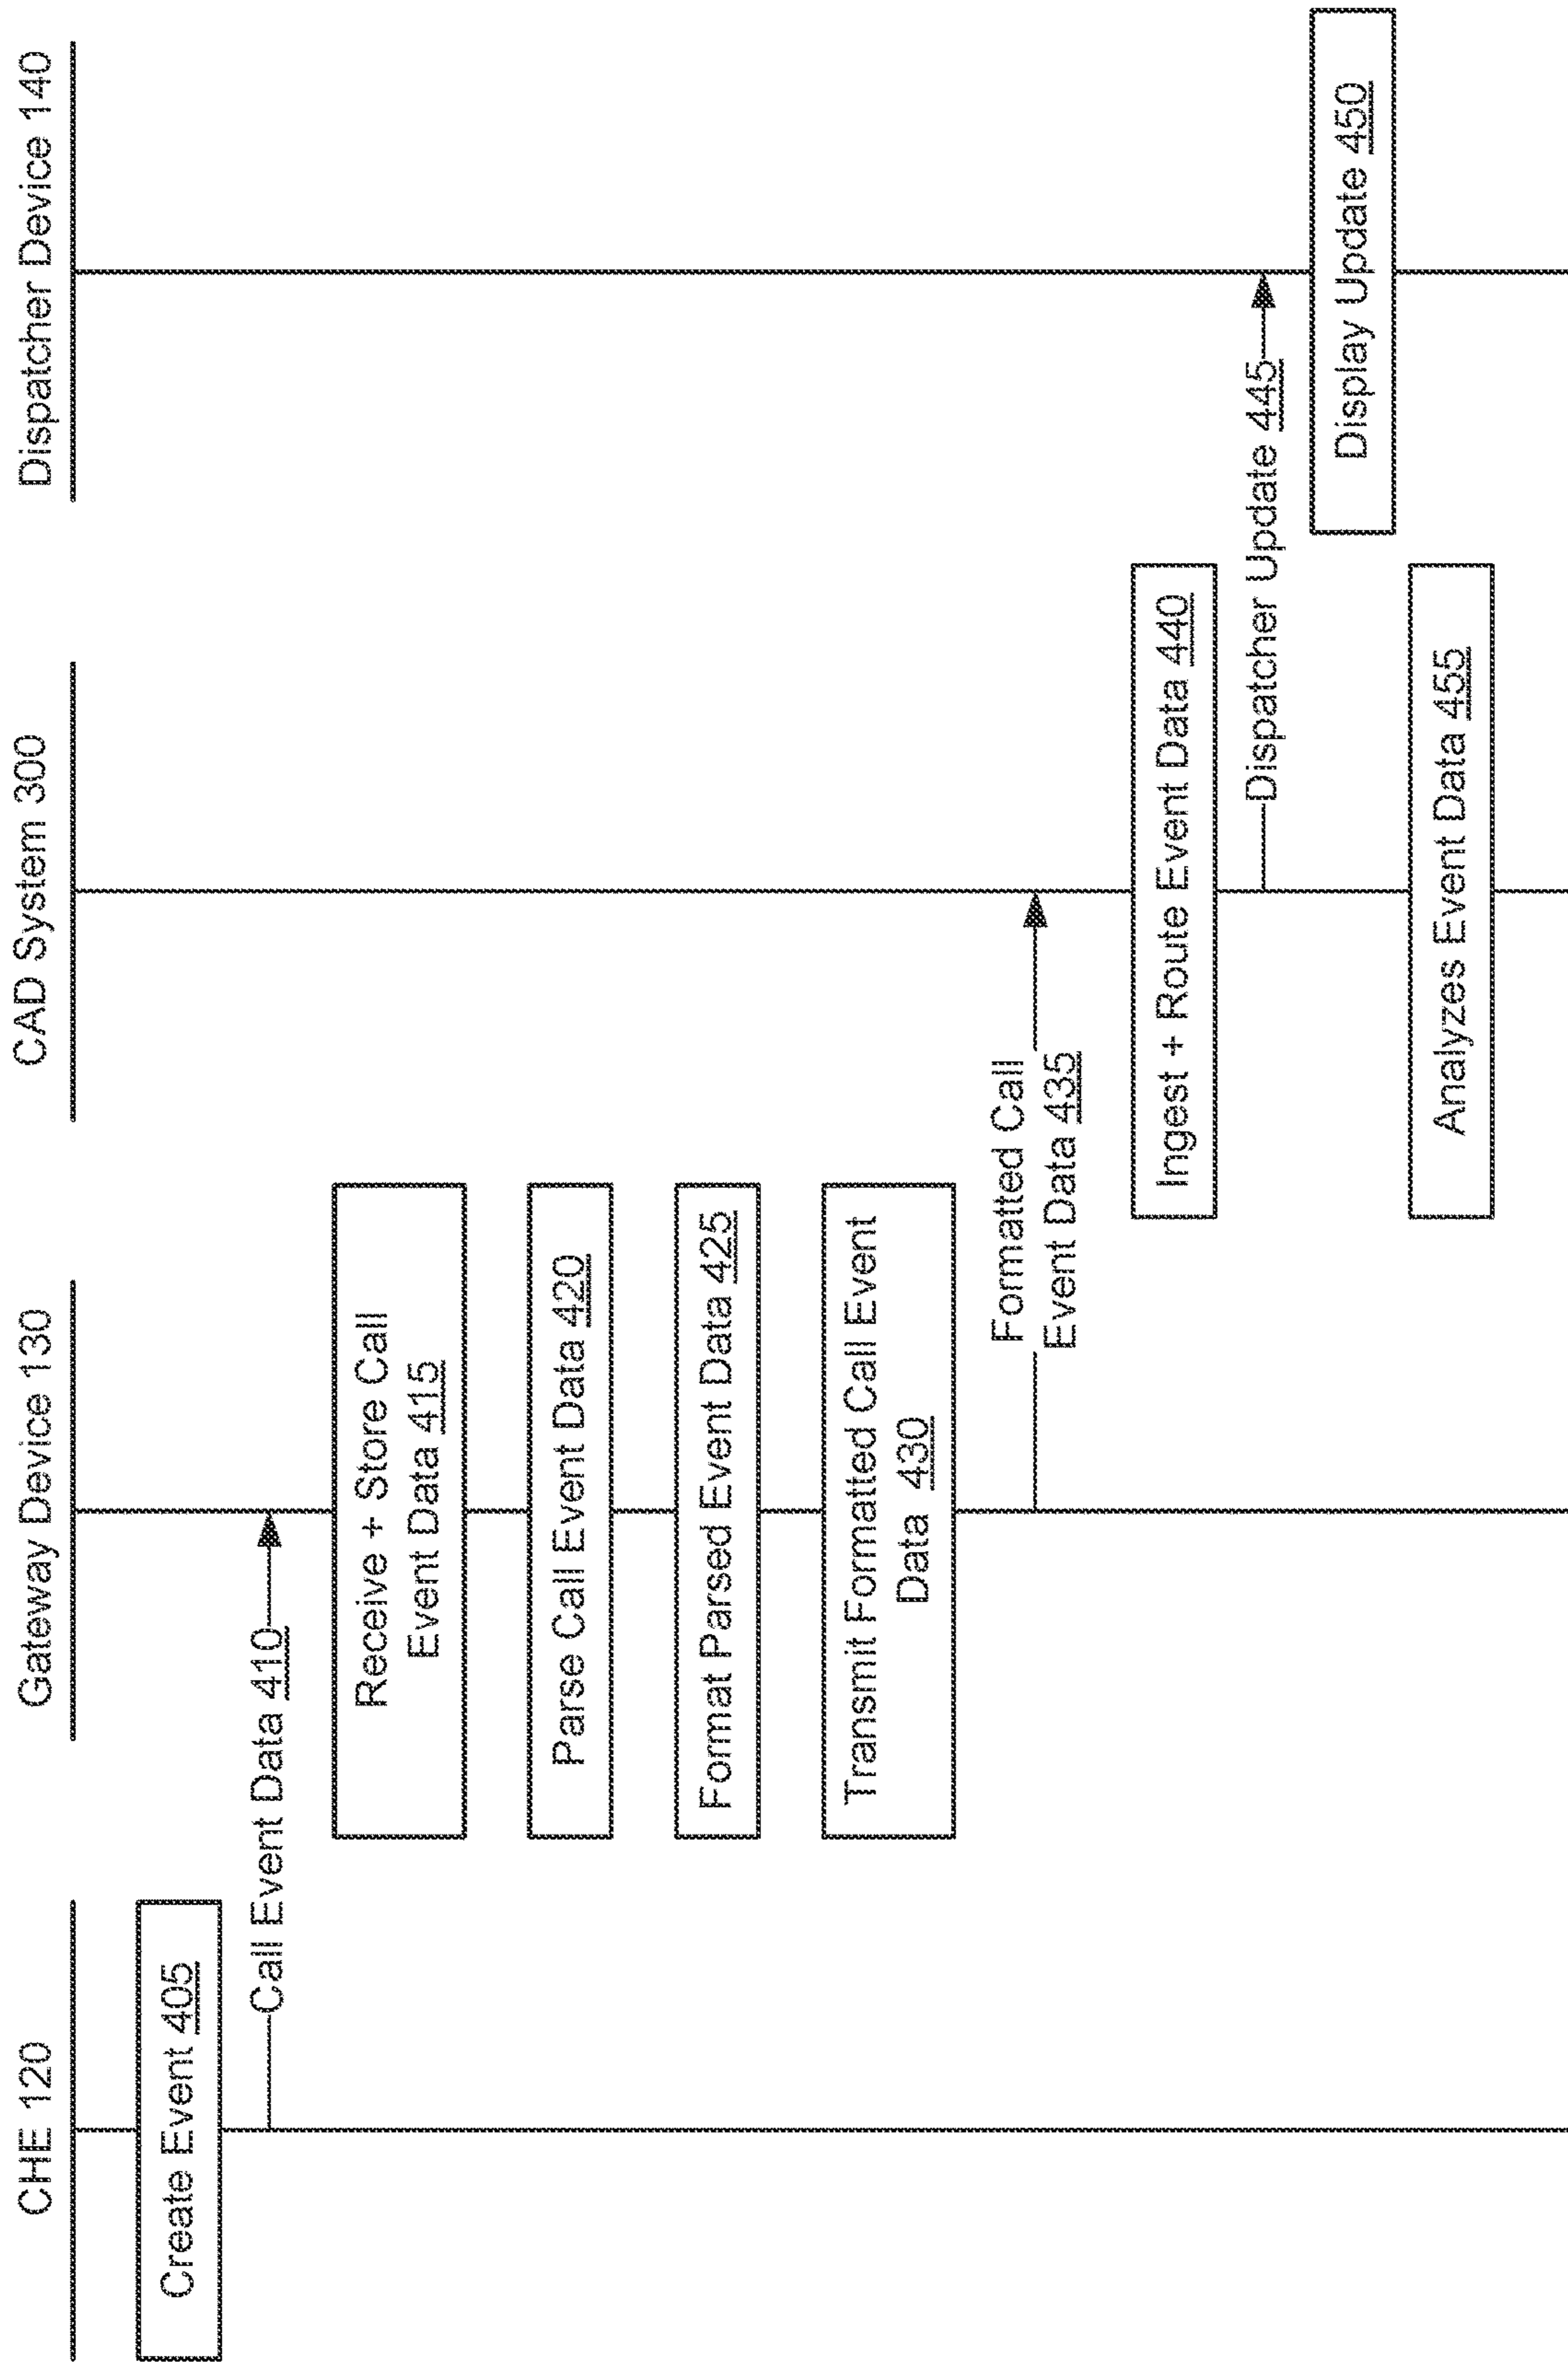 CHE 120
Gateway Device 130
CAD System 300
Dispatcher Device 140
Create Event 405
Call Event Data 410
Receive + Store Call
Event Data 415
Parse Call Event Data 420
Format Parsed Event Data 425
Transmit Formatted Call Event
Data 430
Formatted Call
Event Data 435
Ingest + Route Event Data 440
Dispatcher Update 445
Display Update 450
Analyzes Event Data 455